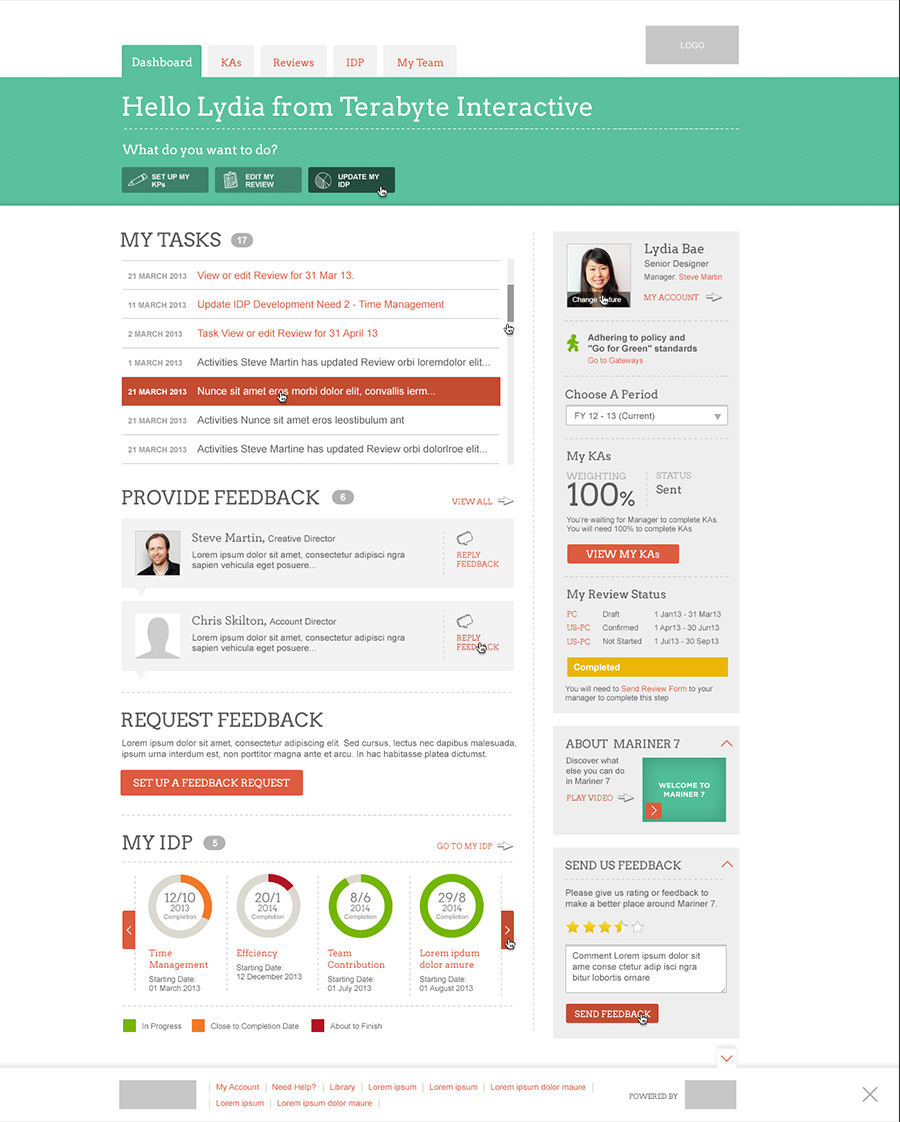 LOGO
Dashboard
KAs
Reviews
IDP
My Team
Hello Lydia from Terabyte Interactive
What do you want to do?
SET UP MY
KPs
EDIT MY
REVIEW
UPDATE MY
IDP
MY TASKS 17
21 MARCH 2013 View or edit Review for 31 Mar 13.
11 MARCH 2013 Update IDP Development Need 2 - Time Management
2 MARCH 2013 Task View or edit Review for 31 April 13
1 MARCH 2013 Activities Steve Martin has updated Review orbi loremdolor elit...
21 MARCH 2013 Nunce sit amet eros morbi dolor elit, convallis ierm...
21 MARCH 2013 Activities Nunce sit amet eros leostibulum ant
21 MARCH 2013 Activities Steve Martine has updated Review orbi dolorlroe elit...
PROVIDE FEEDBACK 6
VIEW ALL
Steve Martin, Creative Director
Lorem ipsum dolor sit amet, consectetur adipisci ngra
sapien vehicula eget posuere...
REPLY
FEEDBACK
Chris Skilton, Account Director
Lorem ipsum dolor sit amet, consectetur adipisci ngra
sapien vehicula eget posuere...
REPLY
FEEDBACK
REQUEST FEEDBACK
Lorem ipsum dolor sit amet, consectetur adipiscing elit. Sed cursus, lectus nec dapibus malesuada,
ipsum urna interdum est, non porttitor magna ante et arcu. In hac habitasse platea dictumst.
SET UP A FEEDBACK REQUEST
MY IDP 5
GO TO MY IDP
12/10
2013
Completion
Time
Management
Starting Date:
01 March 2013
20/1
2014
Completion
Effciency
Starting Date:
12 December 2013
8/6
2014
Completion
Team
Contribution
Starting Date:
01 July 2013
29/8
2014
Completion
Lorem ipdum
dolor amure
Starting Date:
01 August 2013
In Progress
Close to Completion Date
About to Finish
Change Picture
Lydia Bae
Senior Designer
Manager: Steve Martin
MY ACCOUNT
Adhering to policy and
"Go for Green" standards
Go to Gateways
Choose A Period
FY 12 - 13 (Current)
My KAs
WEIGHTING
100%
STATUS
Sent
You're waiting for Manager to complete KAs.
You will need 100% to complete KAs
VIEW MY KAs
My Review Status
PC Draft 1 Jan13 - 31 Mar13
US-PC Confirmed 1 Apr13 - 30 Jun13
US-PC Not Started 1 Jul13 - 30 Sep13
Completed
You will need to Send Review Form to your
manager to complete this step
ABOUT MARINER 7
Discover what
else you can do
in Mariner 7
PLAY VIDEO
WELCOME TO
MARINER 7
SEND US FEEDBACK
Please give us rating or feedback to
make a better place around Mariner 7.
Comment Lorem ipsum dolor sit
ame conse ctetur adip isci ngra
bitur lobortis ornare
SEND FEEDBACK
My Account | Need Help? | Library | Lorem ipsum | Lorem ipsum | Lorem ipsum dolor maure |
| Lorem ipsum | Lorem ipsum dolor maure |
POWERED BY